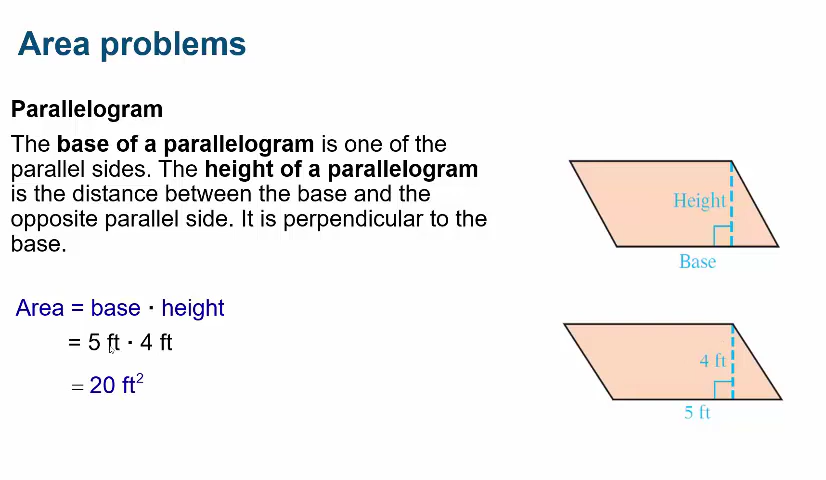 Area problems
Parallelogram
The base of a parallelogram is one of the
parallel sides. The height of a parallelogram
is the distance between the base and the
opposite parallel side. It is perpendicular to the
base.
Area = base · height
= 5 ft · 4 ft
= 20 ft²
Height
Base
4 ft
5 ft